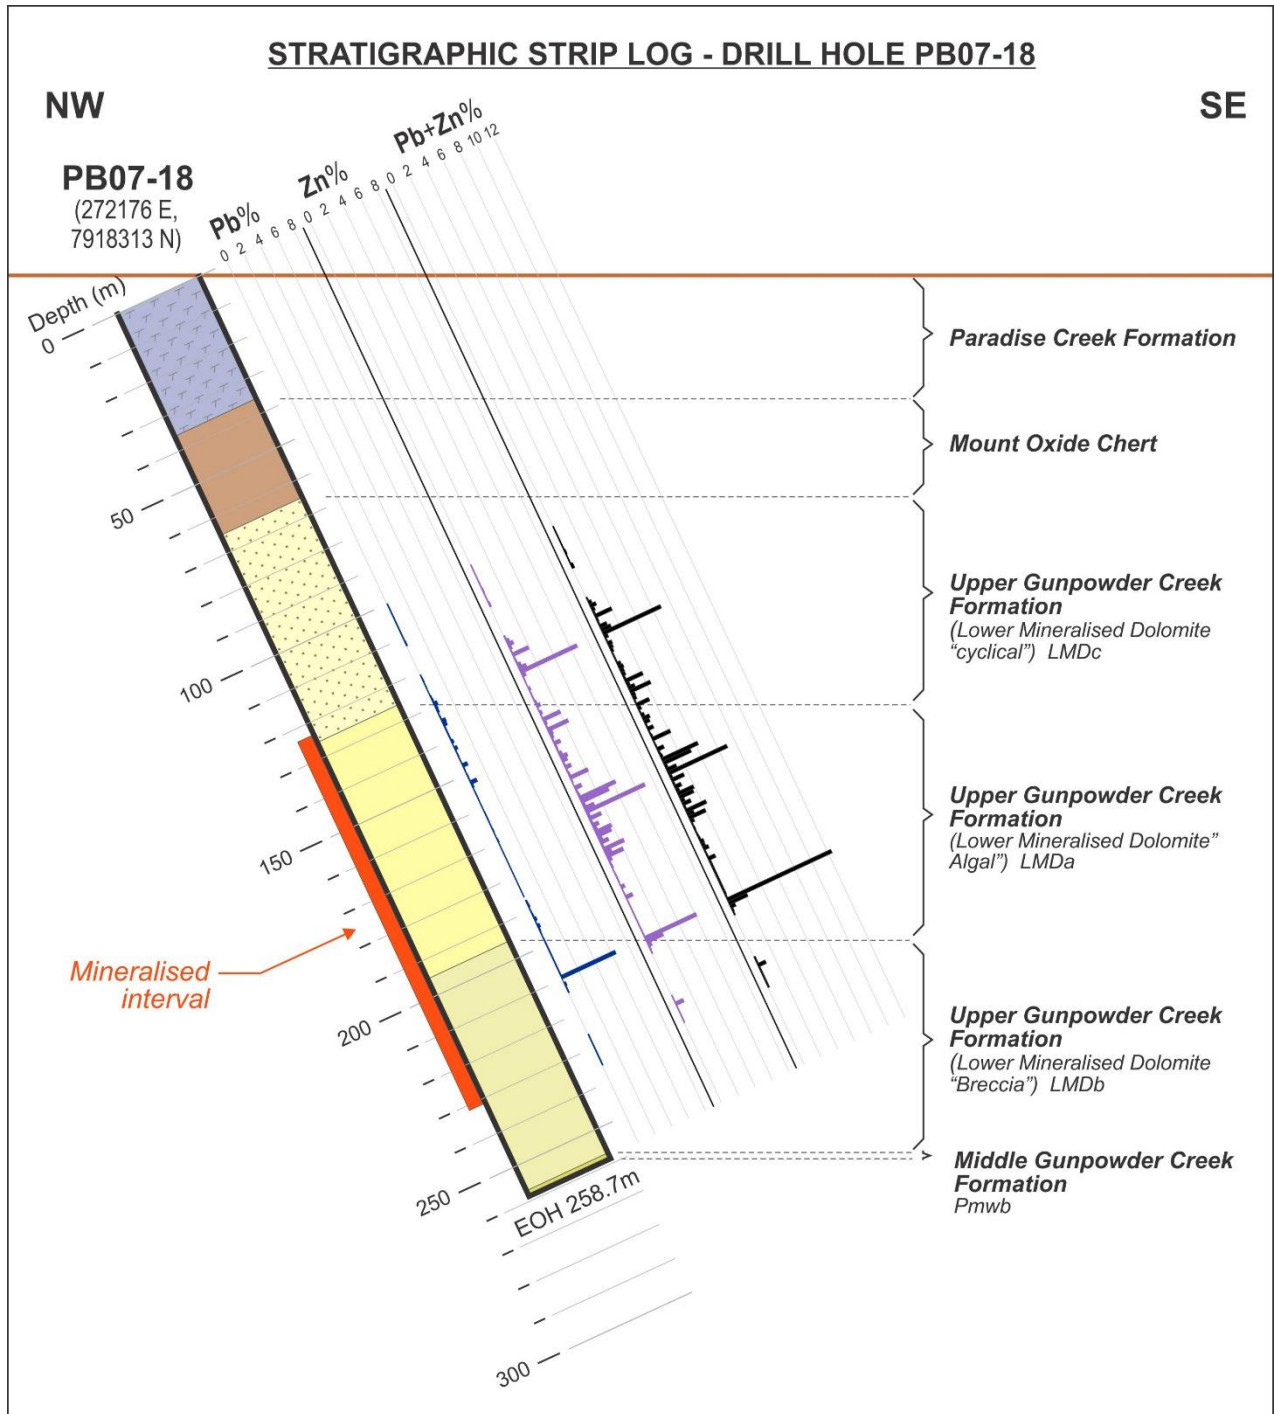 STRATIGRAPHIC STRIP LOG - DRILL HOLE PB07-18
NW
SE
PB07-18
(272176 E,
7918313 N)
Pb%
0 2 4 6 8
Zn%
0 2 4 6 8
Pb+Zn%
0 2 4 6 8 10 12
Depth (m)
0
50
100
150
200
250
300
Mineralised
interval
EOH 258.7m
Paradise Creek Formation
Mount Oxide Chert
Upper Gunpowder Creek
Formation
(Lower Mineralised Dolomite
“cyclical”) LMDc
Upper Gunpowder Creek
Formation
(Lower Mineralised Dolomite”
Algal”) LMDa
Upper Gunpowder Creek
Formation
(Lower Mineralised Dolomite
“Breccia”) LMDb
Middle Gunpowder Creek
Formation
Pmwb